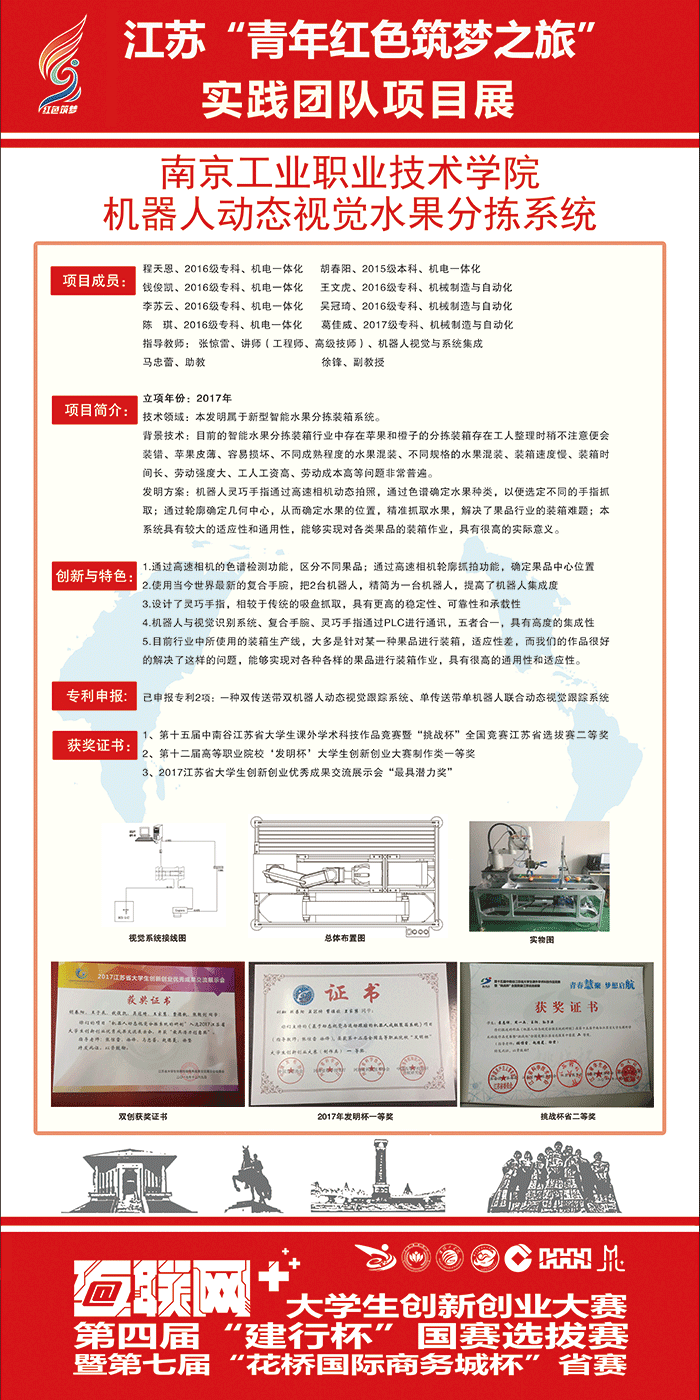 江苏“青年红色筑梦之旅”
红色筑梦
实践团队项目展
南京工业职业技术学院
机器人动态视觉水果分拣系统
项目成员：
程天恩、2016级专科、机电一体化 胡春阳、2015级本科、机电一体化
钱俊凯、2016级专科、机电一体化 王文虎、2016级专科、机械制造与自动化
李苏云、2016级专科、机电一体化 吴冠琦、2016级专科、机械制造与自动化
陈 琪、2016级专科、机电一体化 葛佳威、2017级专科、机械制造与自动化
指导教师： 张惊雷、讲师（工程师、高级技师）、机器人视觉与系统集成
马忠蕾、助教 徐锋、副教授
项目简介：
立项年份：2017年
技术领域：本发明属于新型智能水果分拣装箱系统。
背景技术：目前的智能水果分拣装箱行业中存在苹果和橙子的分拣装箱存在工人整理时稍不注意便会
装错、苹果皮薄、容易损坏、不同成熟程度的水果混装、不同规格的水果混装、装箱速度慢、装箱时
间长、劳动强度大、工人工资高、劳动成本高等问题非常普遍。
发明方案：机器人灵巧手指通过高速相机动态拍照，通过色谱确定水果种类，以便选定不同的手指抓
取；通过轮廓确定几何中心，从而确定水果的位置，精准抓取水果，解决了果品行业的装箱难题；本
系统具有较大的适应性和通用性，能够实现对各类果品的装箱作业，具有很高的实际意义。
创新与特色：
1.通过高速相机的色谱检测功能，区分不同果品；通过高速相机轮廓抓拍功能，确定果品中心位置
2.使用当今世界最新的复合手腕，把2台机器人，精简为一台机器人，提高了机器人集成度
3.设计了灵巧手指，相较于传统的吸盘抓取，具有更高的稳定性、可靠性和承载性
4.机器人与视觉识别系统、复合手腕、灵巧手指通过PLC进行通讯，五者合一，具有高度的集成性
5.目前行业中所使用的装箱生产线，大多是针对某一种果品进行装箱，适应性差，而我们的作品很好
的解决了这样的问题，能够实现对各种各样的果品进行装箱作业，具有很高的通用性和适应性。
专利申报：
已申报专利2项：一种双传送带双机器人动态视觉跟踪系统、单传送带单机器人联合动态视觉跟踪系统
获奖证书：
1、第十五届中南谷江苏省大学生课外学术科技作品竞赛暨“挑战杯”全国竞赛江苏省选拔赛二等奖
2、第十二届高等职业院校‘发明杯’大学生创新创业大赛制作类一等奖
3、2017江苏省大学生创新创业优秀成果交流展示会“最具潜力奖”
视觉系统接线图
总体布置图
实物图
2017江苏省大学生创新创业优秀成果交流展示会
获奖证书
证书
青春慧聚 梦想启航
获奖证书
双创获奖证书
2017年发明杯一等奖
挑战杯省二等奖
互联网++
大学生创新创业大赛
第四届“建行杯”国赛选拔赛
暨第七届“花桥国际商务城杯”省赛